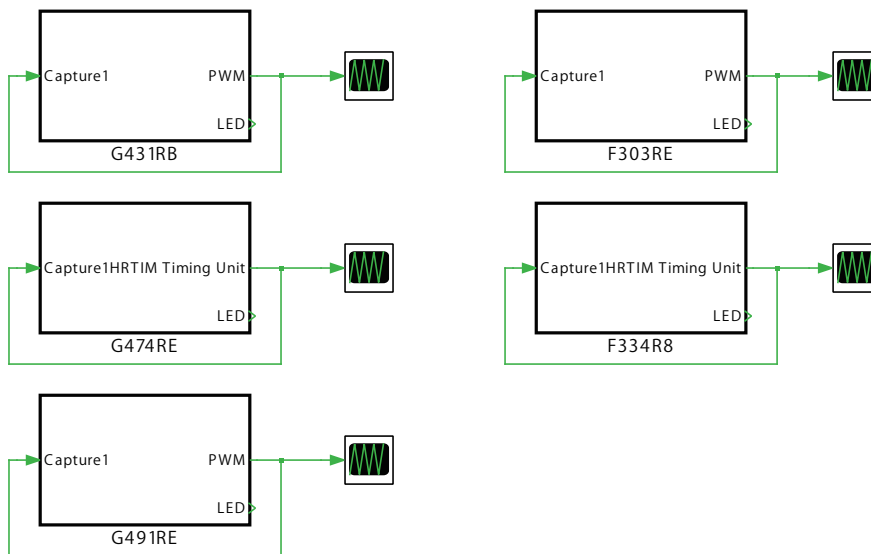 Capture1 PWM
LED
G431RB
Capture1 PWM
LED
F303RE
Capture1HRTIM Timing Unit
LED
G474RE
Capture1HRTIM Timing Unit
LED
F334R8
Capture1 PWM
LED
G491RE